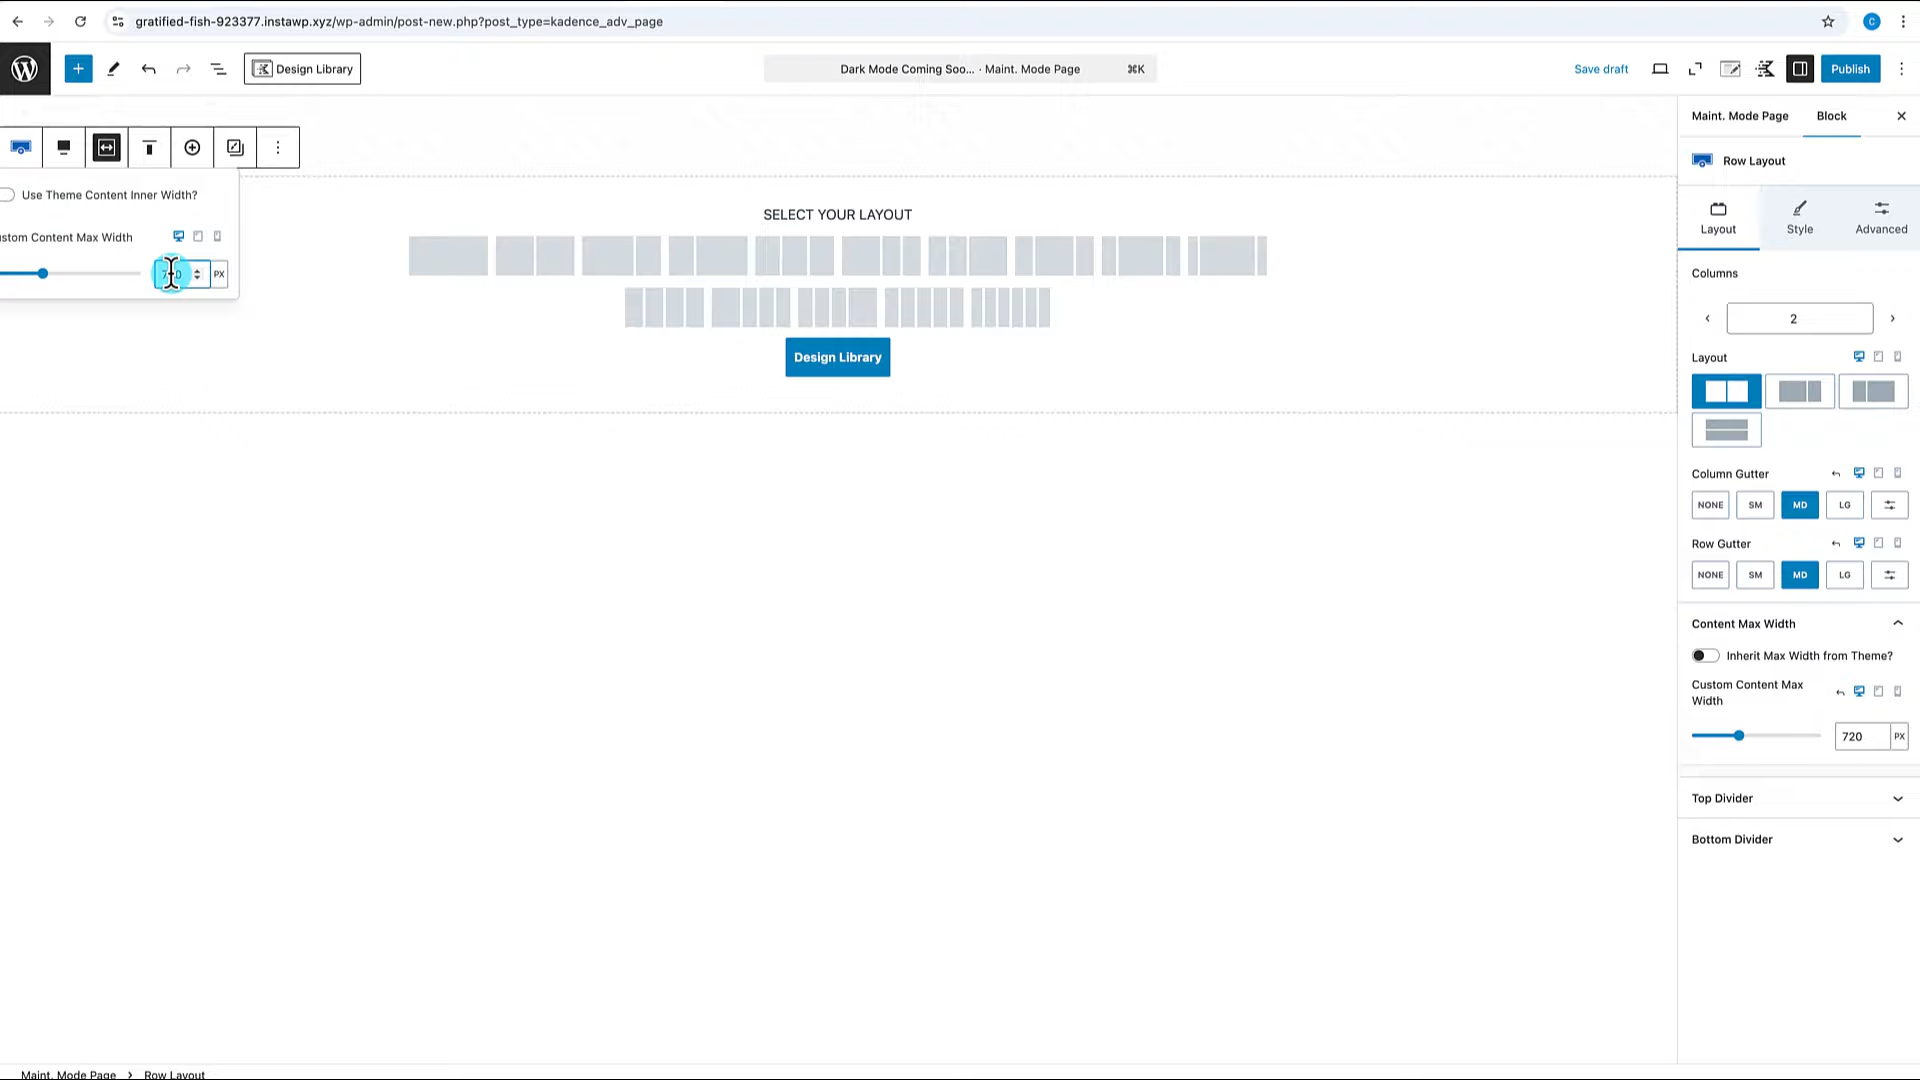 gratified-fish-923377.instawp.xyz/wp-admin/post-new.php?post_type=kadence_adv_page
C
Design Library
Dark Mode Coming Soo... · Maint. Mode Page
⌘K
Save draft
Publish
Maint. Mode Page
Block
Row Layout
Use Theme Content Inner Width?
stom Content Max Width
PX
SELECT YOUR LAYOUT
Design Library
Layout
Style
Advanced
Columns
2
Layout
Column Gutter
NONE SM MD LG
Row Gutter
NONE SM MD LG
Content Max Width
Inherit Max Width from Theme?
Custom Content Max
Width
720 PX
Top Divider
Bottom Divider
Maint. Mode Page > Row Layout